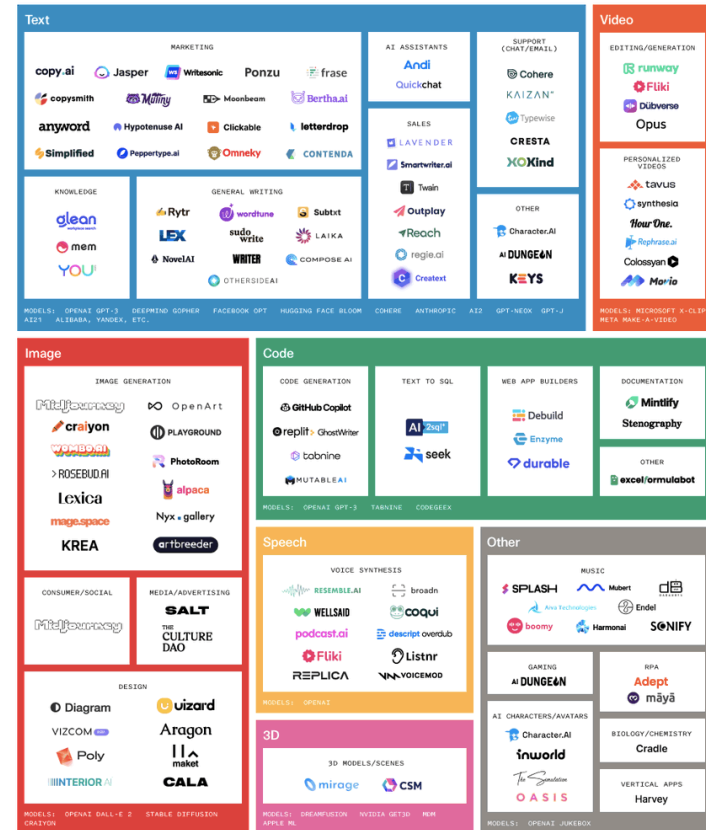 Text
MARKETING
copy.ai Jasper Writesonic Ponzu frase
copysmith Mutiny Moonbeam Bertha.ai
anyword Hypotenuse AI Clickable letterdrop
Simplified Peppertype.ai Omneky CONTENDA
KNOWLEDGE
glean
mem
YOU
GENERAL WRITING
Rytr wordtune Subtxt
LEX sudo write LAIKA
NovelAI WRITER COMPOSE AI
OTHERSIDEAI
AI ASSISTANTS
Andi
Quickchat
SALES
LAVENDER
Smartwriter.ai
Twain
Outplay
Reach
regie.ai
Creatext
SUPPORT
(CHAT/EMAIL)
Cohere
KAIZAN
Typewise
CRESTA
XOKind
OTHER
Character.AI
AI DUNGEON
KEYS
MODELS: OPENAI GPT-3 DEEPMIND GOPHER FACEBOOK OPT HUGGING FACE BLOOM COHERE ANTHROPIC AI2 GPT-NEOX GPT-J
AI21 ALIBABA, YANDEX, ETC.
Video
EDITING/GENERATION
runway
Fliki
Dübverse
Opus
PERSONALIZED
VIDEOS
tavus
synthesia
Hour One.
Rephrase.ai
Colossyan
Movio
MODELS: MICROSOFT X-CLIP
META MAKE-A-VIDEO
Image
IMAGE GENERATION
Midjourney OpenArt
craiyon PLAYGROUND
WOMBO.AI PhotoRoom
ROSEBUD.AI alpaca
Lexica Nyx.gallery
mage.space artbreeder
KREA
CONSUMER/SOCIAL
Midjourney
MEDIA/ADVERTISING
SALT
THE
CULTURE
DAO
DESIGN
Diagram uizard
VIZCOM Aragon
Poly maket
INTERIOR AI CALA
MODELS: OPENAI DALL-E 2 STABLE DIFFUSION
CRAIYON
Code
CODE GENERATION
GitHub Copilot
replit GhostWriter
tabnine
MUTABLEAI
TEXT TO SQL
AI 2sql
seek
WEB APP BUILDERS
Debuild
Enzyme
durable
DOCUMENTATION
Mintlify
Stenography
OTHER
excelformulabot
MODELS: OPENAI GPT-3 TABNINE CODEGEEX
Speech
VOICE SYNTHESIS
RESEMBLE.AI broadn
WELLSAID coqui
podcast.ai descript overdub
Fliki Listnr
REPLICA VOICEMOD
MODELS: OPENAI
3D
3D MODELS/SCENES
mirage CSM
MODELS: DREAMFUSION NVIDIA GET3D MDM
APPLE ML
Other
MUSIC
SPLASH Mubert dB
Aiva Technologies Endel
boomy Harmonai SONIFY
GAMING
AI DUNGEON
RPA
Adept
māyā
AI CHARACTERS/AVATARS
Character.AI
inworld
The Simulation
OASIS
BIOLOGY/CHEMISTRY
Cradle
VERTICAL APPS
Harvey
MODELS: OPENAI JUKEBOX